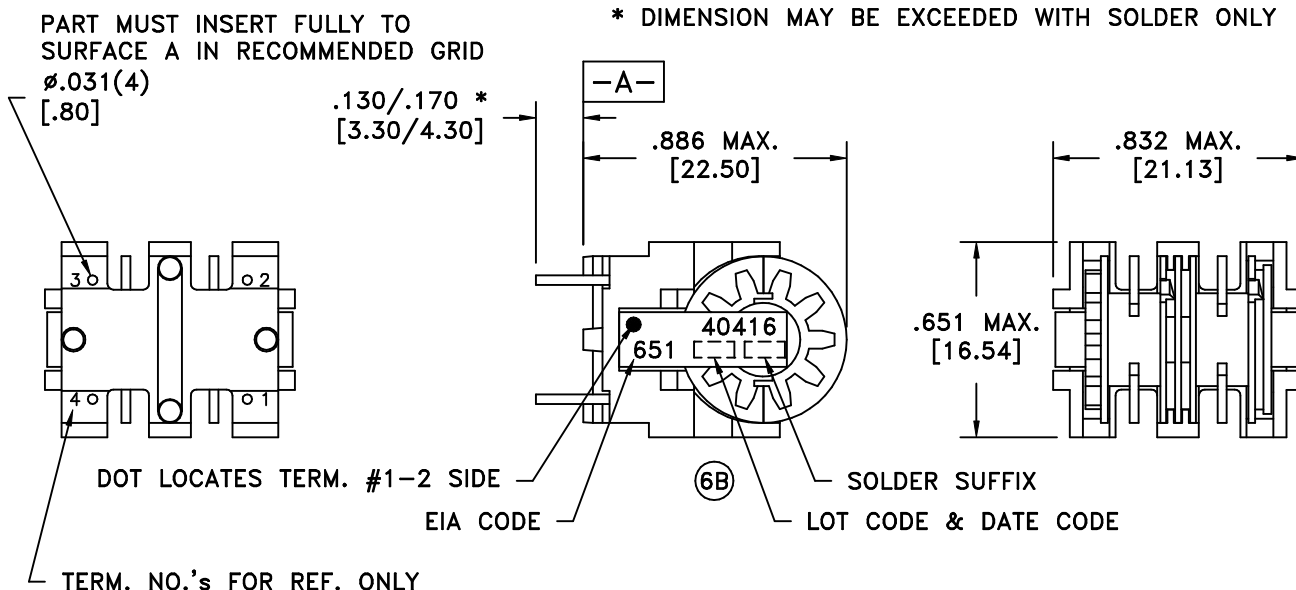 PART MUST INSERT FULLY TO
SURFACE A IN RECOMMENDED GRID
ø.031(4)
[.80]
* DIMENSION MAY BE EXCEEDED WITH SOLDER ONLY
-A-
.130/.170 *
[3.30/4.30]
.886 MAX.
[22.50]
.832 MAX.
[21.13]
3
2
4
1
40416
651
.651 MAX.
[16.54]
DOT LOCATES TERM. #1-2 SIDE
6B
SOLDER SUFFIX
EIA CODE
LOT CODE & DATE CODE
TERM. NO.'s FOR REF. ONLY